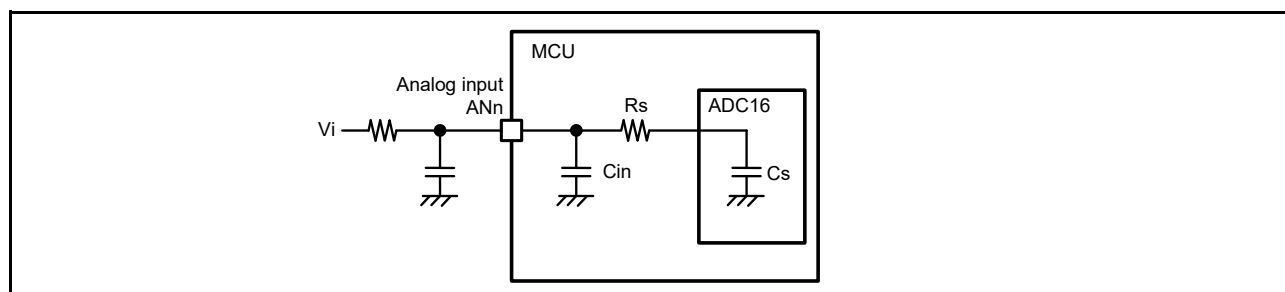 MCU
Analog input
ANn
Rs
ADC16
Vi
Cin
Cs